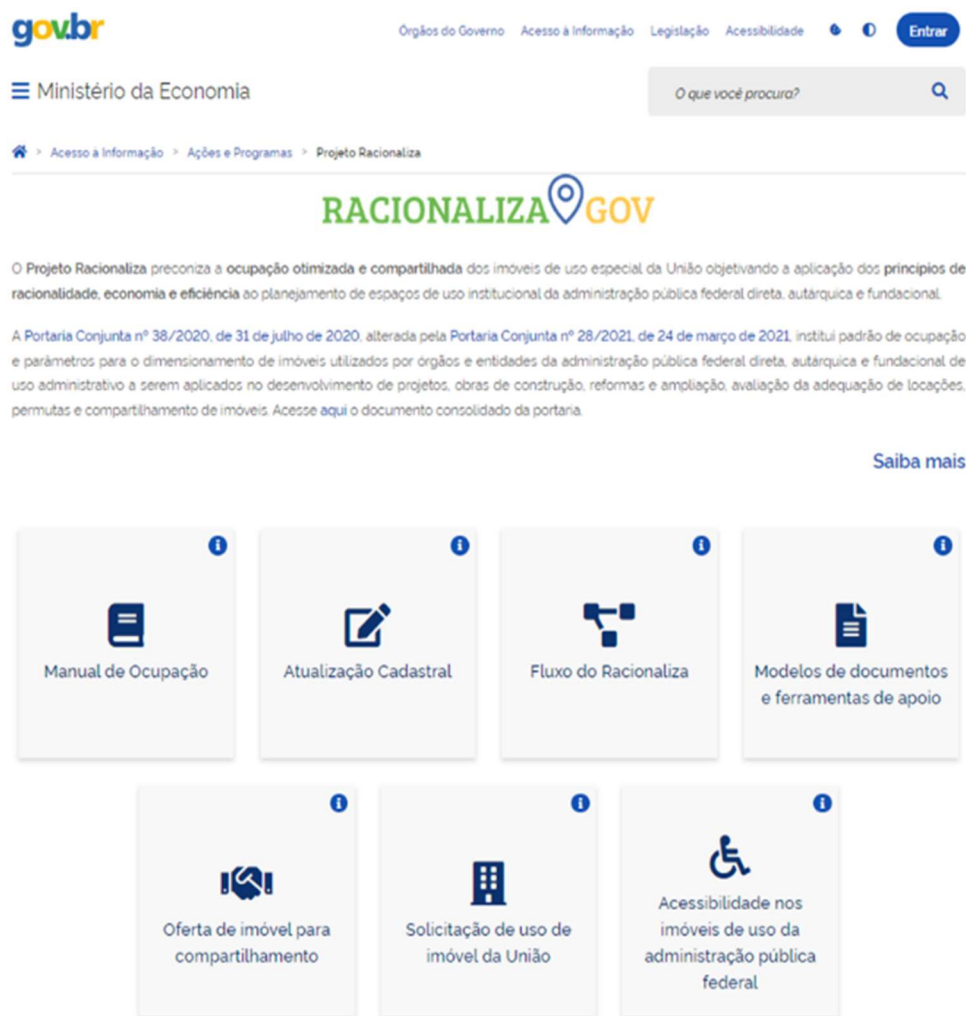 gov.br
Órgãos do Governo Acesso à Informação Legislação Acessibilidade Entrar
Ministério da Economia
O que você procura?
> Acesso à Informação > Ações e Programas > Projeto Racionaliza
RACIONALIZA GOV
O Projeto Racionaliza preconiza a ocupação otimizada e compartilhada dos imóveis de uso especial da União objetivando a aplicação dos princípios de
racionalidade, economia e eficiência ao planejamento de espaços de uso institucional da administração pública federal direta, autárquica e fundacional.
A Portaria Conjunta nº 38/2020, de 31 de julho de 2020, alterada pela Portaria Conjunta nº 28/2021, de 24 de março de 2021, institui padrão de ocupação
e parâmetros para o dimensionamento de imóveis utilizados por órgãos e entidades da administração pública federal direta, autárquica e fundacional de
uso administrativo a serem aplicados no desenvolvimento de projetos, obras de construção, reformas e ampliação, avaliação da adequação de locações,
permutas e compartilhamento de imóveis. Acesse aqui o documento consolidado da portaria.
Saiba mais
Manual de Ocupação
Atualização Cadastral
Fluxo do Racionaliza
Modelos de documentos
e ferramentas de apoio
Oferta de imóvel para
compartilhamento
Solicitação de uso de
imóvel da União
Acessibilidade nos
imóveis de uso da
administração pública
federal